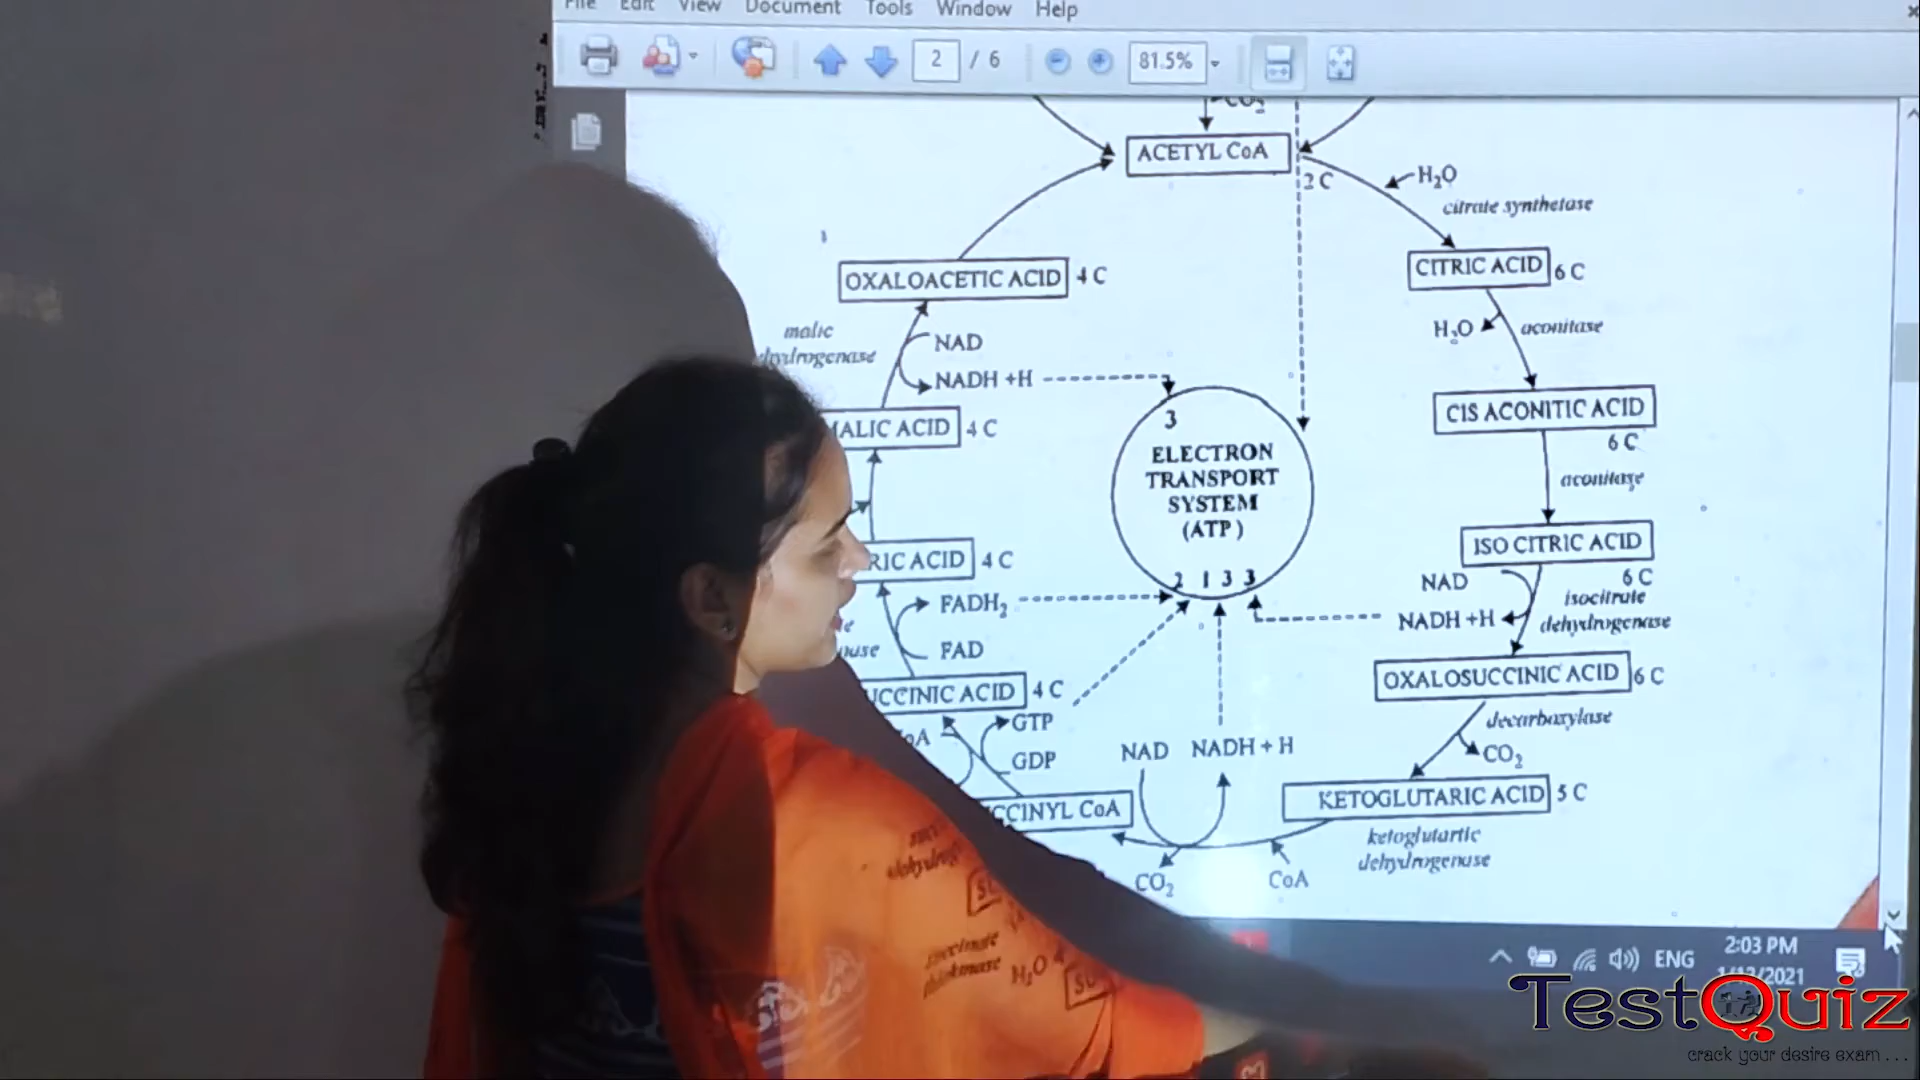 File Edit View Document Tools Window Help
2 / 6 81.5%
CO2
ACETYL CoA
2 C
H2O
citrate synthetase
OXALOACETIC ACID 4 C
CITRIC ACID 6 C
malic
NAD
H2O
aconitase
NADH +H
3
CIS ACONITIC ACID
6 C
MALIC ACID 4 C
ELECTRON
TRANSPORT
SYSTEM
(ATP)
aconitase
ISO CITRIC ACID
6 C
RIC ACID 4 C
2 1 3 3
NAD
NADH +H
isocitrate
dehydrogenase
FADH2
FAD
OXALOSUCCINIC ACID 6 C
UCCINIC ACID 4 C
decarboxylase
CO2
GTP
GDP
NAD NADH + H
KETOGLUTARIC ACID 5 C
CCINYL CoA
ketoglutartic
dehydrogenase
CO2
CoA
H2O
ENG
2:03 PM
TestQuiz
crack your desire exam . . .